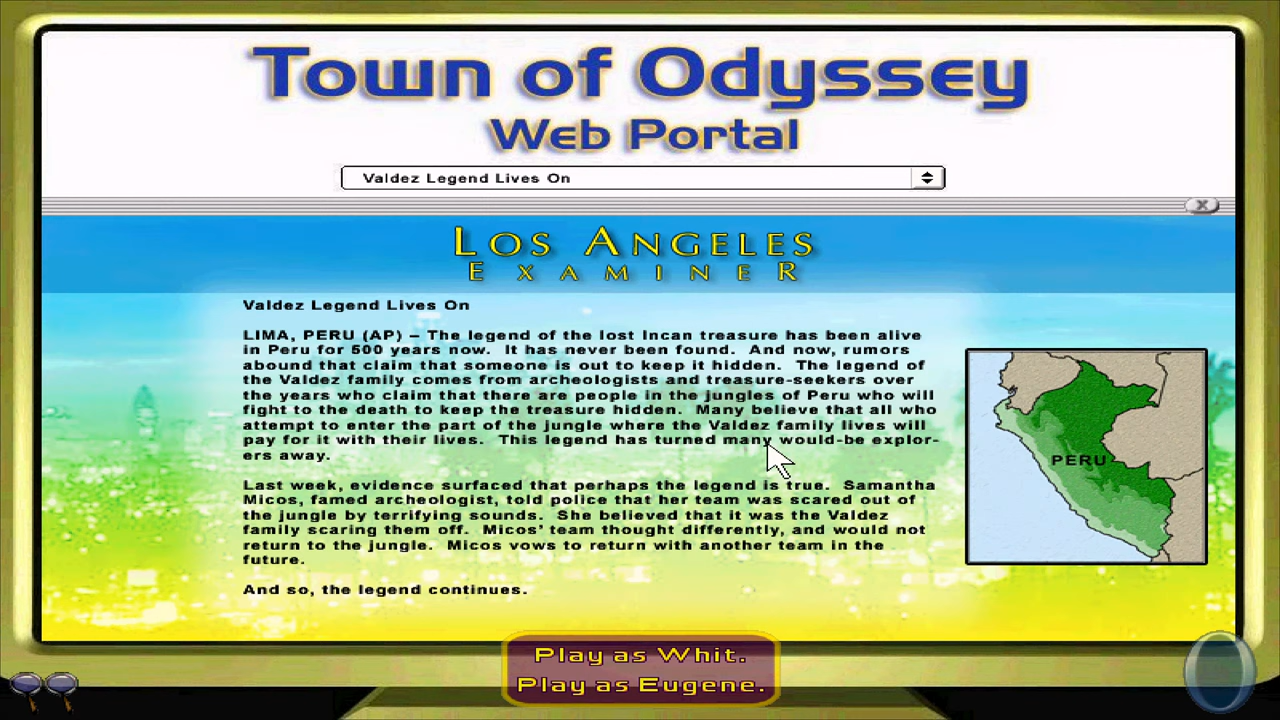 Town of Odyssey
Web Portal
Valdez Legend Lives On
X
LOS ANGELES
EXAMINER
Valdez Legend Lives On
LIMA, PERU (AP) – The legend of the lost Incan treasure has been alive
in Peru for 500 years now. It has never been found. And now, rumors
abound that claim that someone is out to keep it hidden. The legend of
the Valdez family comes from archeologists and treasure-seekers over
the years who claim that there are people in the jungles of Peru who will
fight to the death to keep the treasure hidden. Many believe that all who
attempt to enter the part of the jungle where the Valdez family lives will
pay for it with their lives. This legend has turned many would-be explor-
ers away.
Last week, evidence surfaced that perhaps the legend is true. Samantha
Micos, famed archeologist, told police that her team was scared out of
the jungle by terrifying sounds. She believed that it was the Valdez
family scaring them off. Micos' team thought differently, and would not
return to the jungle. Micos vows to return with another team in the
future.
And so, the legend continues.
PERU
Play as Whit.
Play as Eugene.